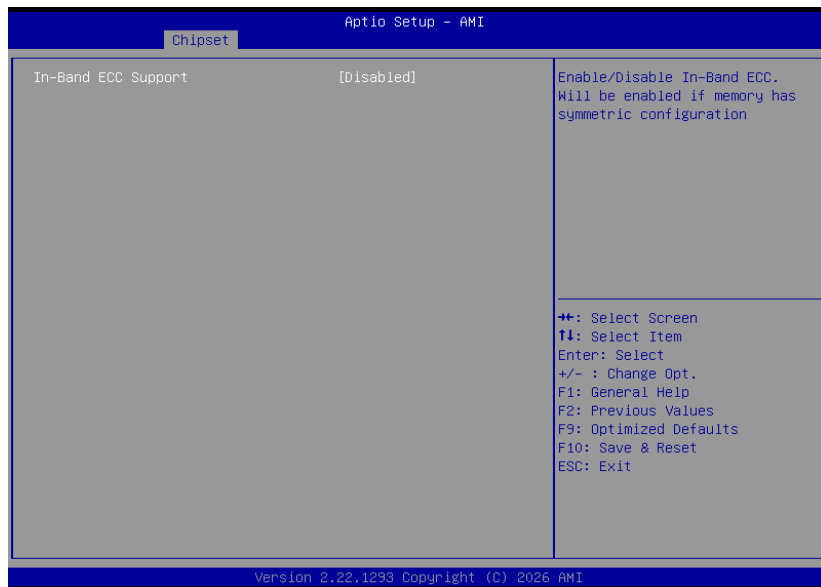 Aptio Setup – AMI
Chipset
In-Band ECC Support [Disabled]
Enable/Disable In-Band ECC.
Will be enabled if memory has
symmetric configuration
→←: Select Screen
↑↓: Select Item
Enter: Select
+/- : Change Opt.
F1: General Help
F2: Previous Values
F9: Optimized Defaults
F10: Save & Reset
ESC: Exit
Version 2.22.1293 Copyright (C) 2026 AMI